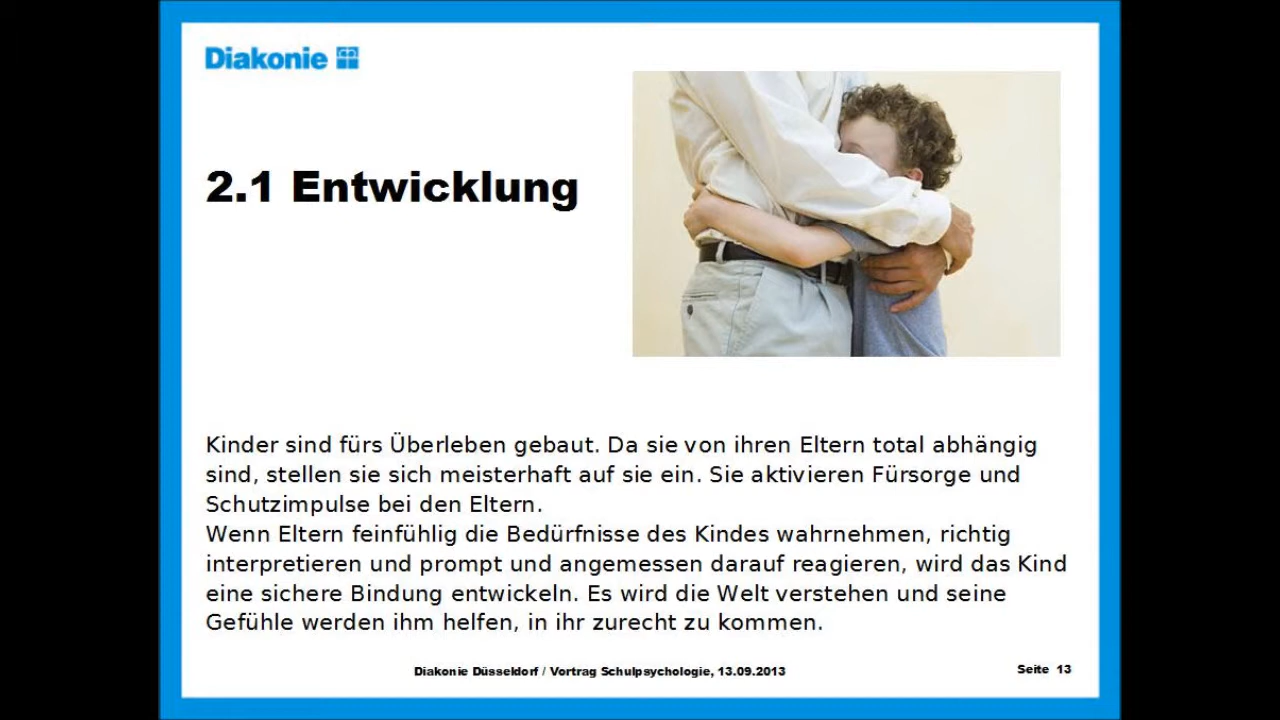 Diakonie
2.1 Entwicklung
Kinder sind fürs Überleben gebaut. Da sie von ihren Eltern total abhängig
sind, stellen sie sich meisterhaft auf sie ein. Sie aktivieren Fürsorge und
Schutzimpulse bei den Eltern.
Wenn Eltern feinfühlig die Bedürfnisse des Kindes wahrnehmen, richtig
interpretieren und prompt und angemessen darauf reagieren, wird das Kind
eine sichere Bindung entwickeln. Es wird die Welt verstehen und seine
Gefühle werden ihm helfen, in ihr zurecht zu kommen.
Diakonie Düsseldorf / Vortrag Schulpsychologie, 13.09.2013
Seite 13